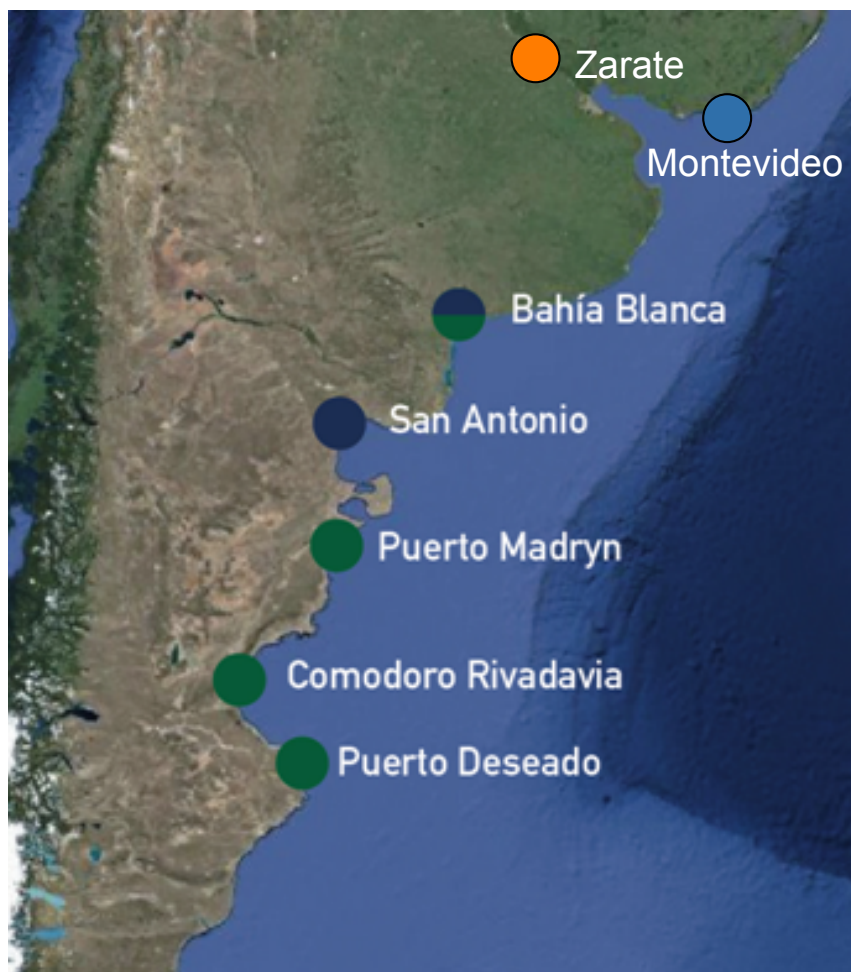 Zarate
Montevideo
Bahía Blanca
San Antonio
Puerto Madryn
Comodoro Rivadavia
Puerto Deseado